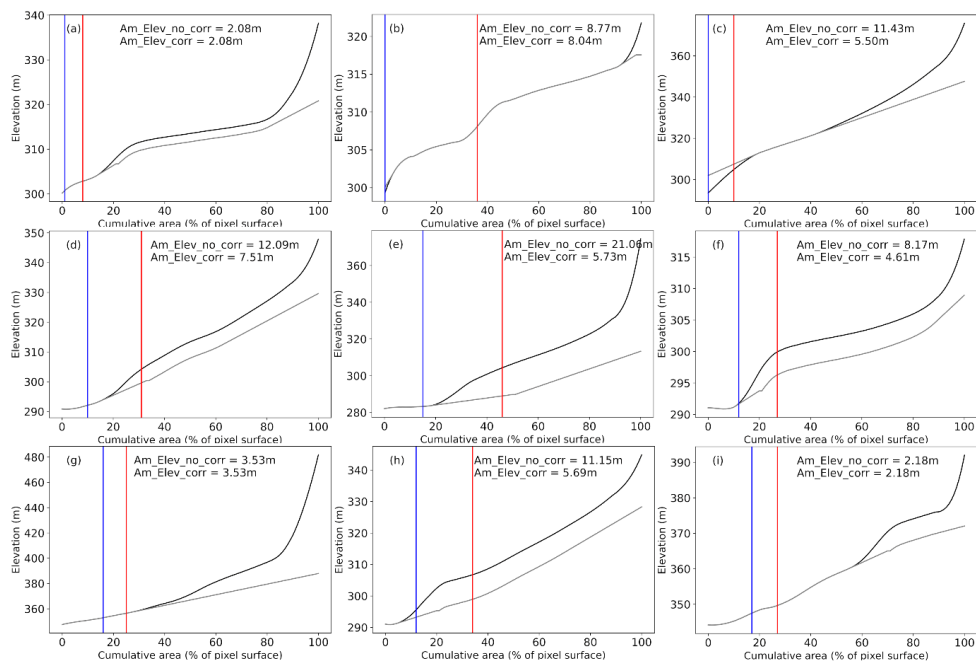 (a)
Am_Elev_no_corr = 2.08m
Am_Elev_corr = 2.08m
Elevation (m)
340
330
320
310
300
0 20 40 60 80 100
Cumulative area (% of pixel surface)
(b)
Am_Elev_no_corr = 8.77m
Am_Elev_corr = 8.04m
Elevation (m)
320
315
310
305
300
0 20 40 60 80 100
Cumulative area (% of pixel surface)
(c)
Am_Elev_no_corr = 11.43m
Am_Elev_corr = 5.50m
Elevation (m)
380
360
340
320
300
0 20 40 60 80 100
Cumulative area (% of pixel surface)
(d)
Am_Elev_no_corr = 12.09m
Am_Elev_corr = 7.51m
Elevation (m)
350
340
330
320
310
300
290
0 20 40 60 80 100
Cumulative area (% of pixel surface)
(e)
Am_Elev_no_corr = 21.06m
Am_Elev_corr = 5.73m
Elevation (m)
360
340
320
300
280
0 20 40 60 80 100
Cumulative area (% of pixel surface)
(f)
Am_Elev_no_corr = 8.17m
Am_Elev_corr = 4.61m
Elevation (m)
315
310
305
300
295
290
0 20 40 60 80 100
Cumulative area (% of pixel surface)
(g)
Am_Elev_no_corr = 3.53m
Am_Elev_corr = 3.53m
Elevation (m)
480
460
440
420
400
380
360
0 20 40 60 80 100
Cumulative area (% of pixel surface)
(h)
Am_Elev_no_corr = 11.15m
Am_Elev_corr = 5.69m
Elevation (m)
340
330
320
310
300
290
0 20 40 60 80 100
Cumulative area (% of pixel surface)
(i)
Am_Elev_no_corr = 2.18m
Am_Elev_corr = 2.18m
Elevation (m)
390
380
370
360
350
0 20 40 60 80 100
Cumulative area (% of pixel surface)